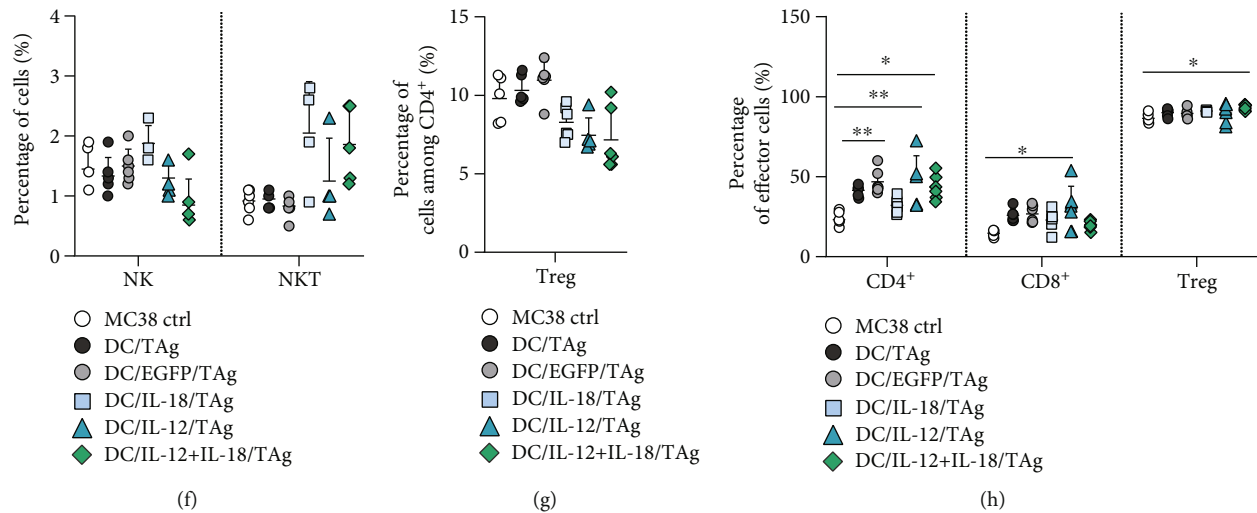 Percentage of cells (%)
4
3
2
1
0
NK
NKT
MC38 ctrl
DC/TAg
DC/EGFP/TAg
DC/IL-18/TAg
DC/IL-12/TAg
DC/IL-12+IL-18/TAg
(f)
Percentage of
cells among CD4⁺ (%)
15
10
5
0
Treg
MC38 ctrl
DC/TAg
DC/EGFP/TAg
DC/IL-18/TAg
DC/IL-12/TAg
DC/IL-12+IL-18/TAg
(g)
Percentage
of effector cells (%)
150
100
50
0
*
**
**
*
*
CD4⁺
CD8⁺
Treg
MC38 ctrl
DC/TAg
DC/EGFP/TAg
DC/IL-18/TAg
DC/IL-12/TAg
DC/IL-12+IL-18/TAg
(h)